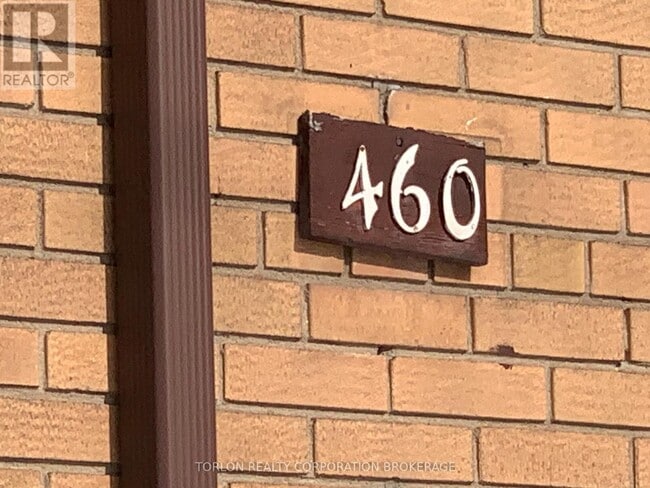 REALTOR
460
TORLON REALTY CORPORATION BROKERAGE